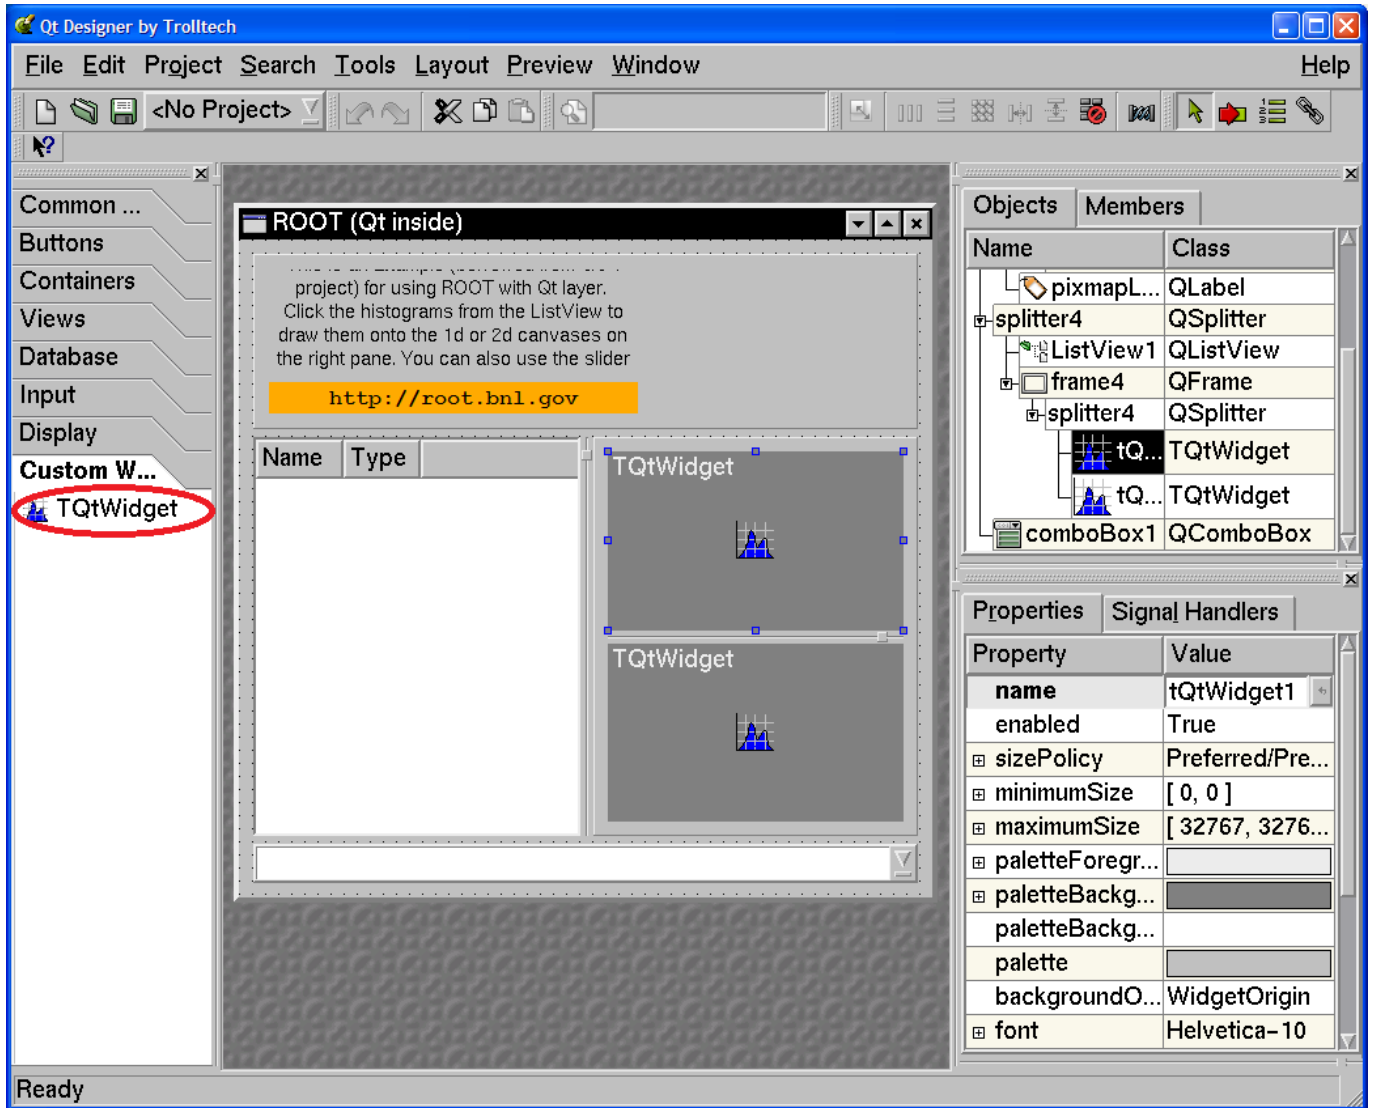 Qt Designer by Trolltech
File Edit Project Search Tools Layout Preview Window Help
<No Project>
Common ...
Buttons
Containers
Views
Database
Input
Display
Custom W...
TQtWidget
ROOT (Qt inside)
project) for using ROOT with Qt layer.
Click the histograms from the ListView to
draw them onto the 1d or 2d canvases on
the right pane. You can also use the slider
http://root.bnl.gov
Name Type
TQtWidget
TQtWidget
Objects Members
Name Class
pixmapL... QLabel
splitter4 QSplitter
ListView1 QListView
frame4 QFrame
splitter4 QSplitter
tQ... TQtWidget
tQ... TQtWidget
comboBox1 QComboBox
Properties Signal Handlers
Property Value
name tQtWidget1
enabled True
sizePolicy Preferred/Pre...
minimumSize [ 0, 0 ]
maximumSize [ 32767, 3276...
paletteForegr...
paletteBackg...
paletteBackg...
palette
backgroundO... WidgetOrigin
font Helvetica-10
Ready